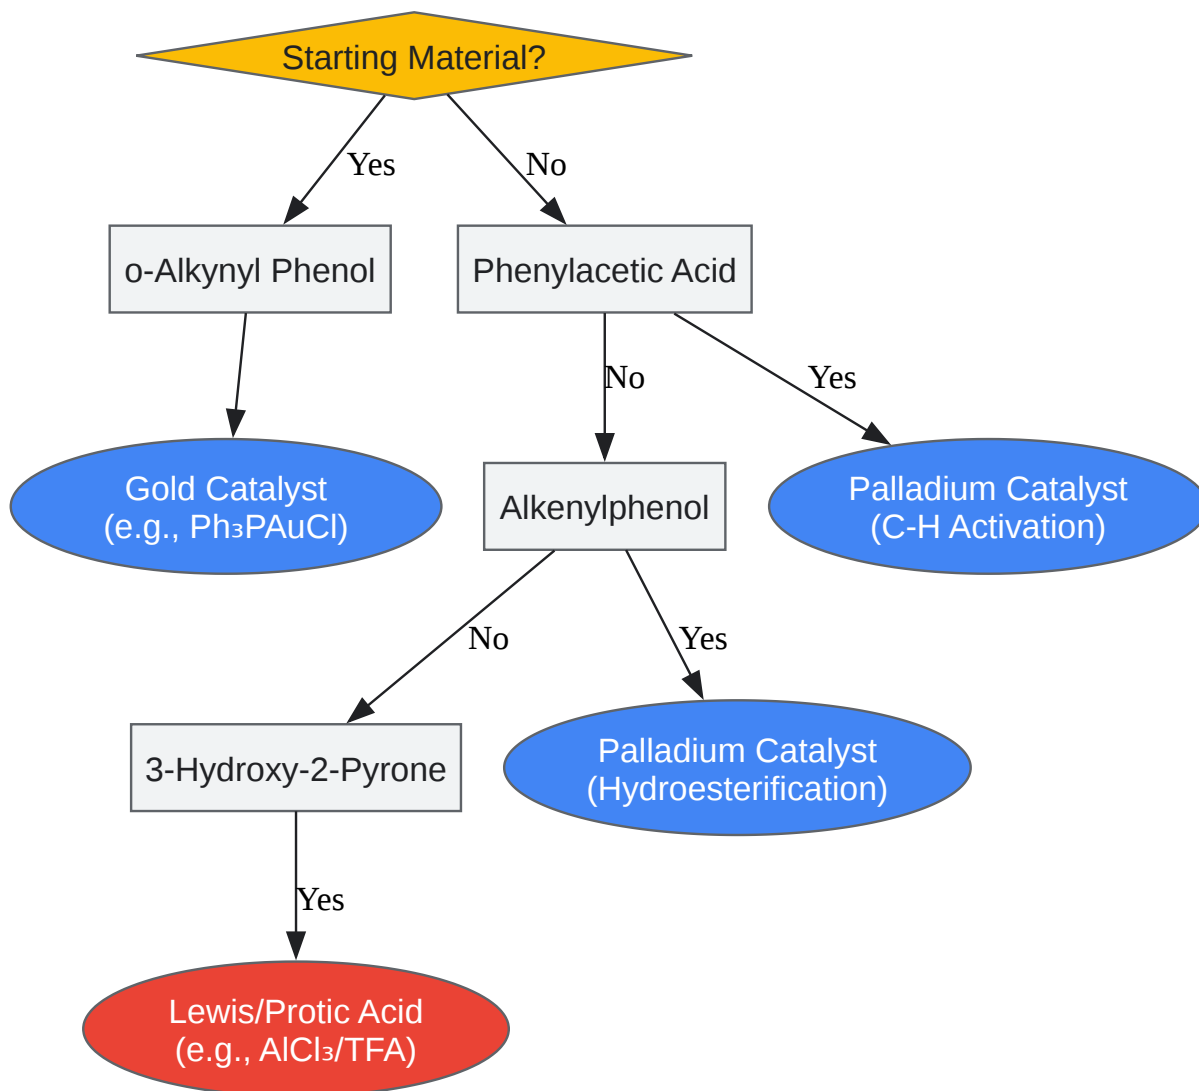 Starting Material?
Yes
No
o-Alkynyl Phenol
Phenylacetic Acid
No
Yes
Gold Catalyst
(e.g., Ph₃PAuCl)
Alkenylphenol
Palladium Catalyst
(C-H Activation)
No
Yes
3-Hydroxy-2-Pyrone
Palladium Catalyst
(Hydroesterification)
Yes
Lewis/Protic Acid
(e.g., AlCl₃/TFA)